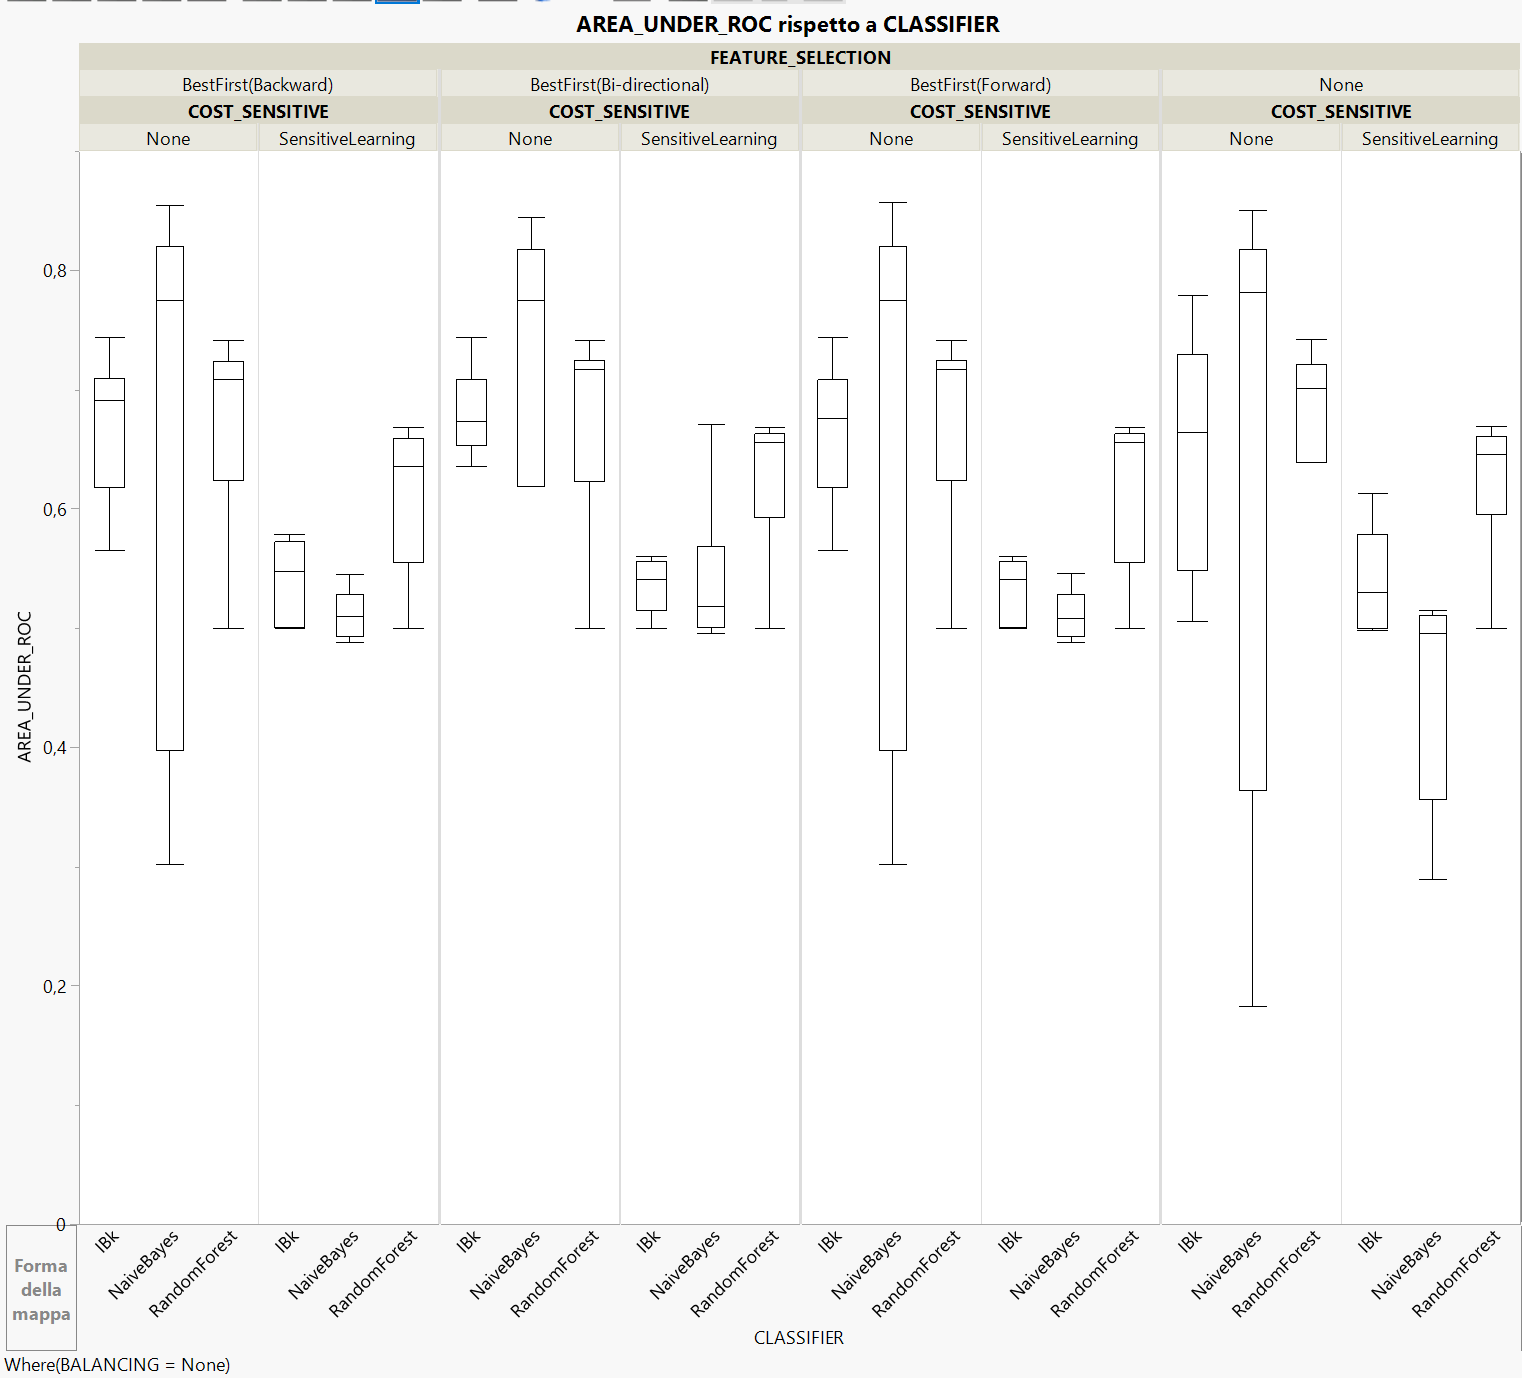 AREA_UNDER_ROC rispetto a CLASSIFIER
FEATURE_SELECTION
BestFirst(Backward) BestFirst(Bi-directional) BestFirst(Forward) None
COST_SENSITIVE COST_SENSITIVE COST_SENSITIVE COST_SENSITIVE
None SensitiveLearning None SensitiveLearning None SensitiveLearning None SensitiveLearning
AREA_UNDER_ROC
0,8
0,6
0,4
0,2
0
IBk NaiveBayes RandomForest IBk NaiveBayes RandomForest IBk NaiveBayes RandomForest IBk NaiveBayes RandomForest IBk NaiveBayes RandomForest IBk NaiveBayes RandomForest IBk NaiveBayes RandomForest IBk NaiveBayes RandomForest
Forma
della
mappa
CLASSIFIER
Where(BALANCING = None)